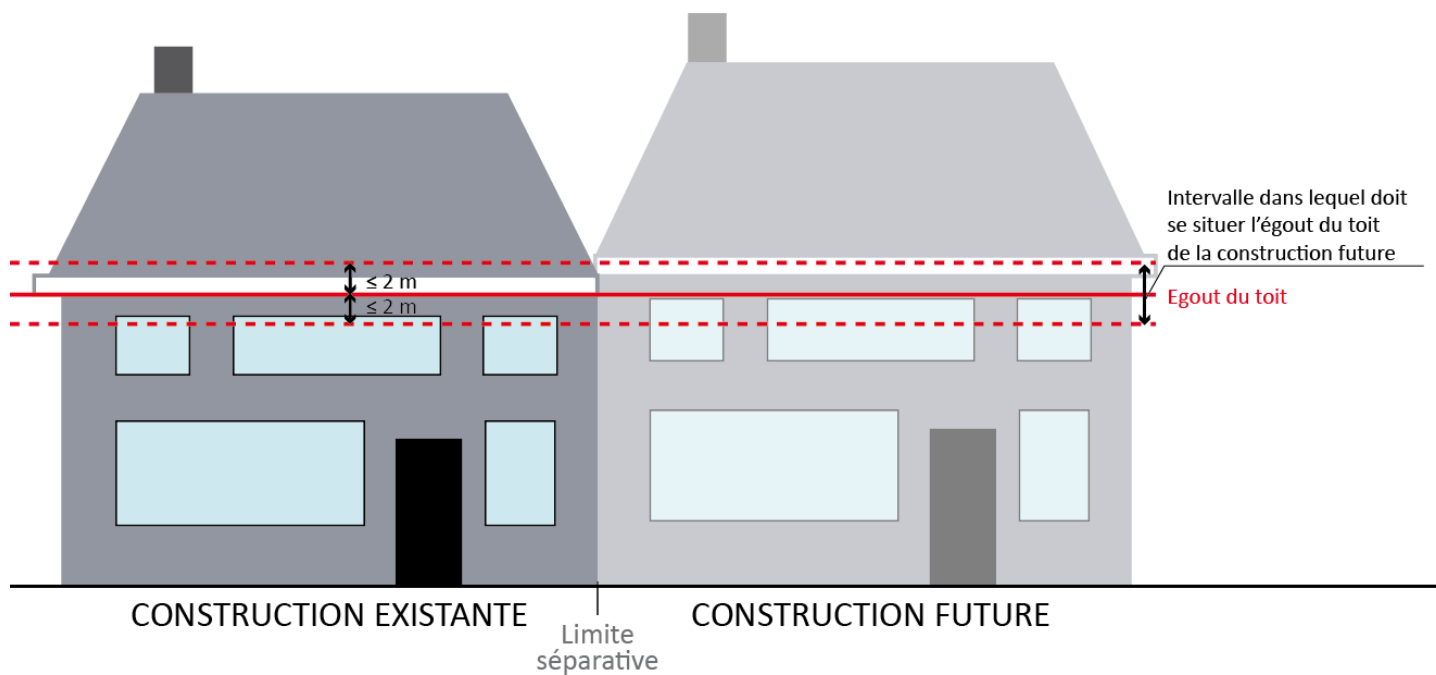 Intervalle dans lequel doit
se situer l’égout du toit
de la construction future
≤ 2 m
Egout du toit
≤ 2 m
CONSTRUCTION EXISTANTE
CONSTRUCTION FUTURE
Limite
séparative